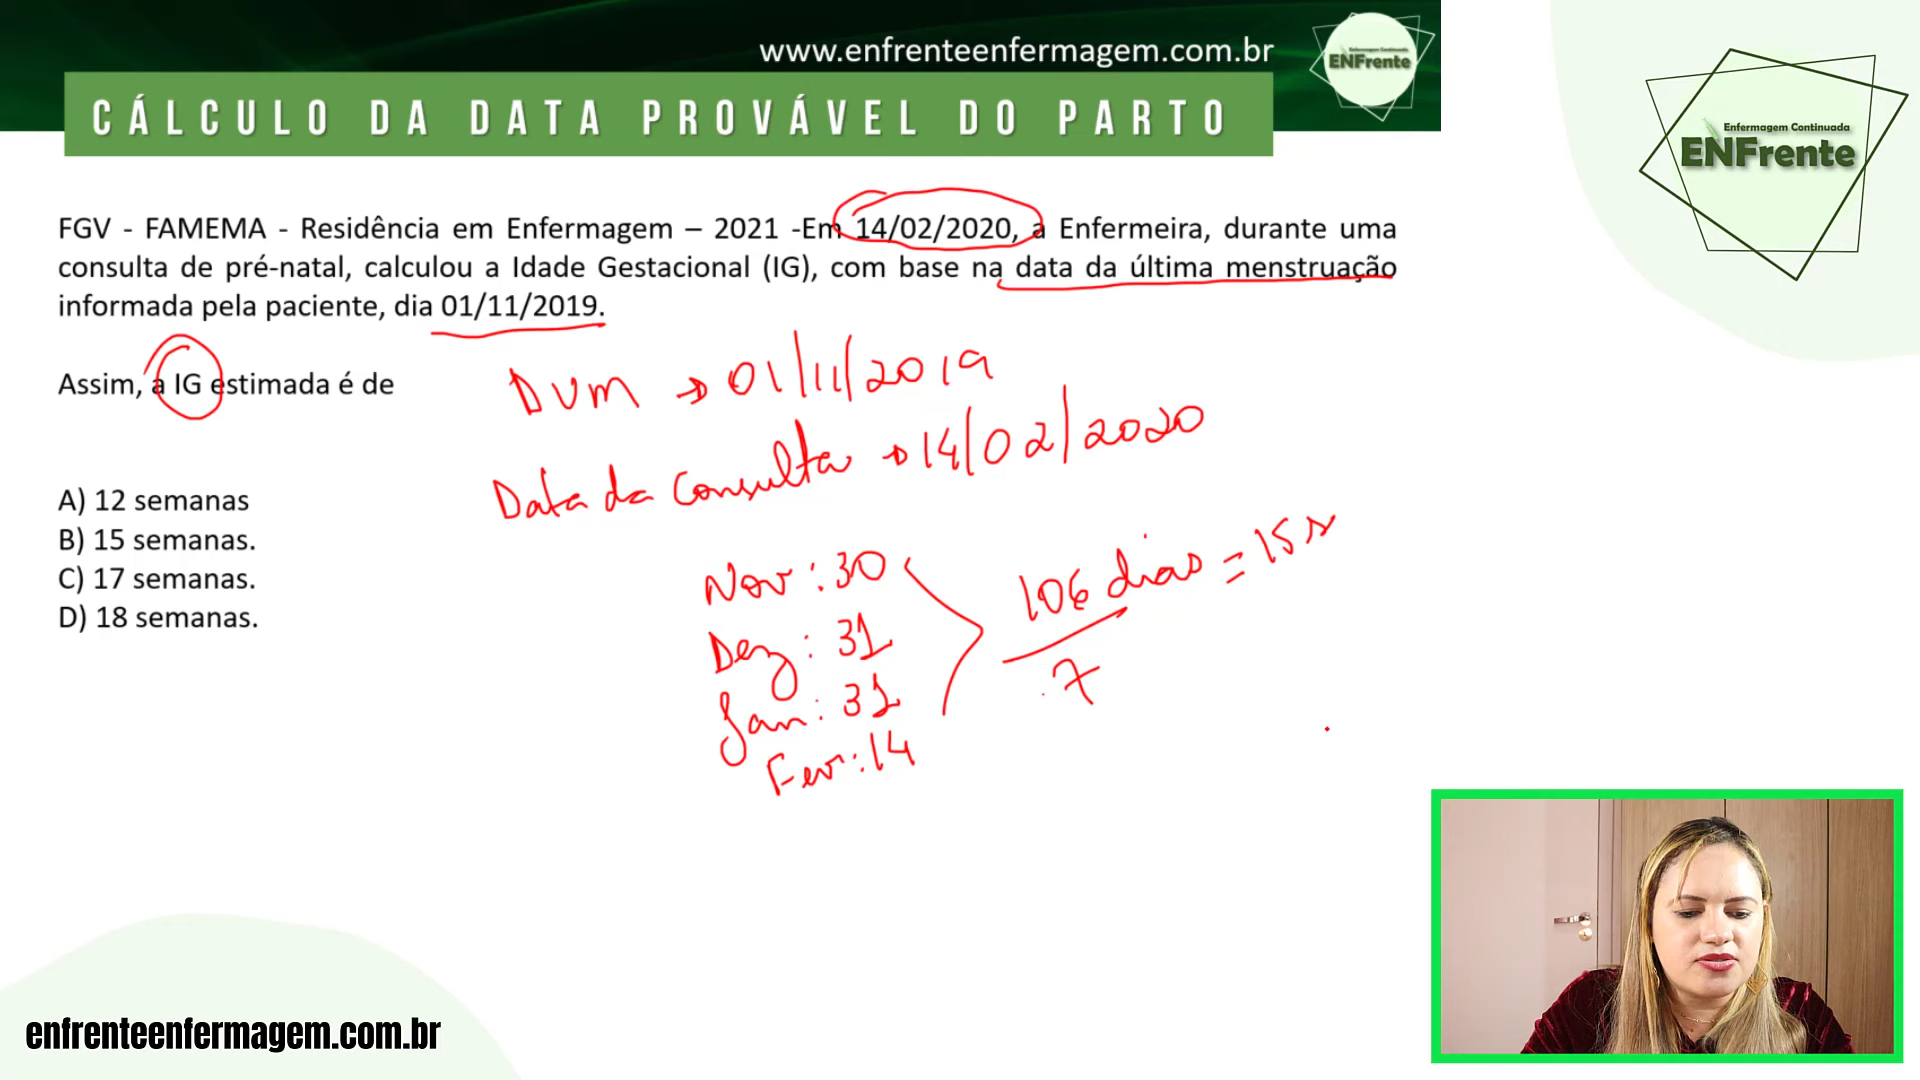 www.enfrenteenfermagem.com.br
Enfermagem Continuada
ENFrente
CÁLCULO DA DATA PROVÁVEL DO PARTO
Enfermagem Continuada
ENFrente
FGV - FAMEMA - Residência em Enfermagem – 2021 -Em 14/02/2020, a Enfermeira, durante uma
consulta de pré-natal, calculou a Idade Gestacional (IG), com base na data da última menstruação
informada pela paciente, dia 01/11/2019.
Assim, a IG estimada é de
DUM → 01/11/2019
Data da Consulta → 14/02/2020
A) 12 semanas
B) 15 semanas.
C) 17 semanas.
D) 18 semanas.
Nov: 30
Dez: 31
Jan: 31
Fev: 14
106 dias = 15 s
7
enfrenteenfermagem.com.br